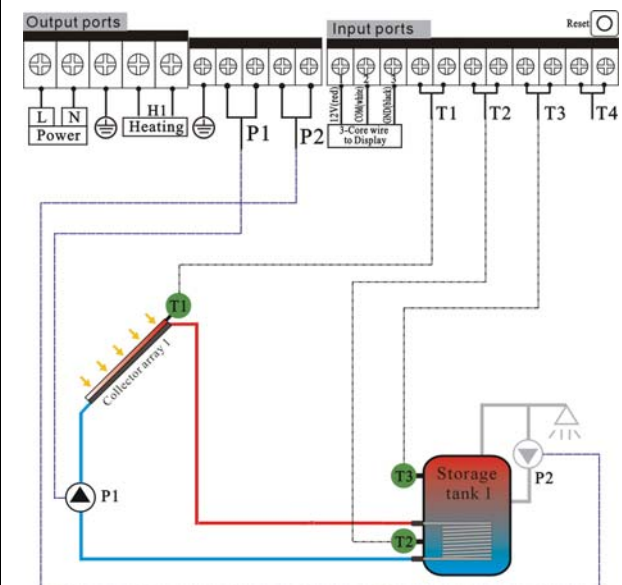 Output ports
Input ports
Reset
L N
Power
H1
Heating
P1
P2
12V(red)
COM(white)
GND(black)
3-Core wire
to Display
T1
T2
T3
T4
T1
Collector array 1
P1
T3
T2
Storage
tank 1
P2